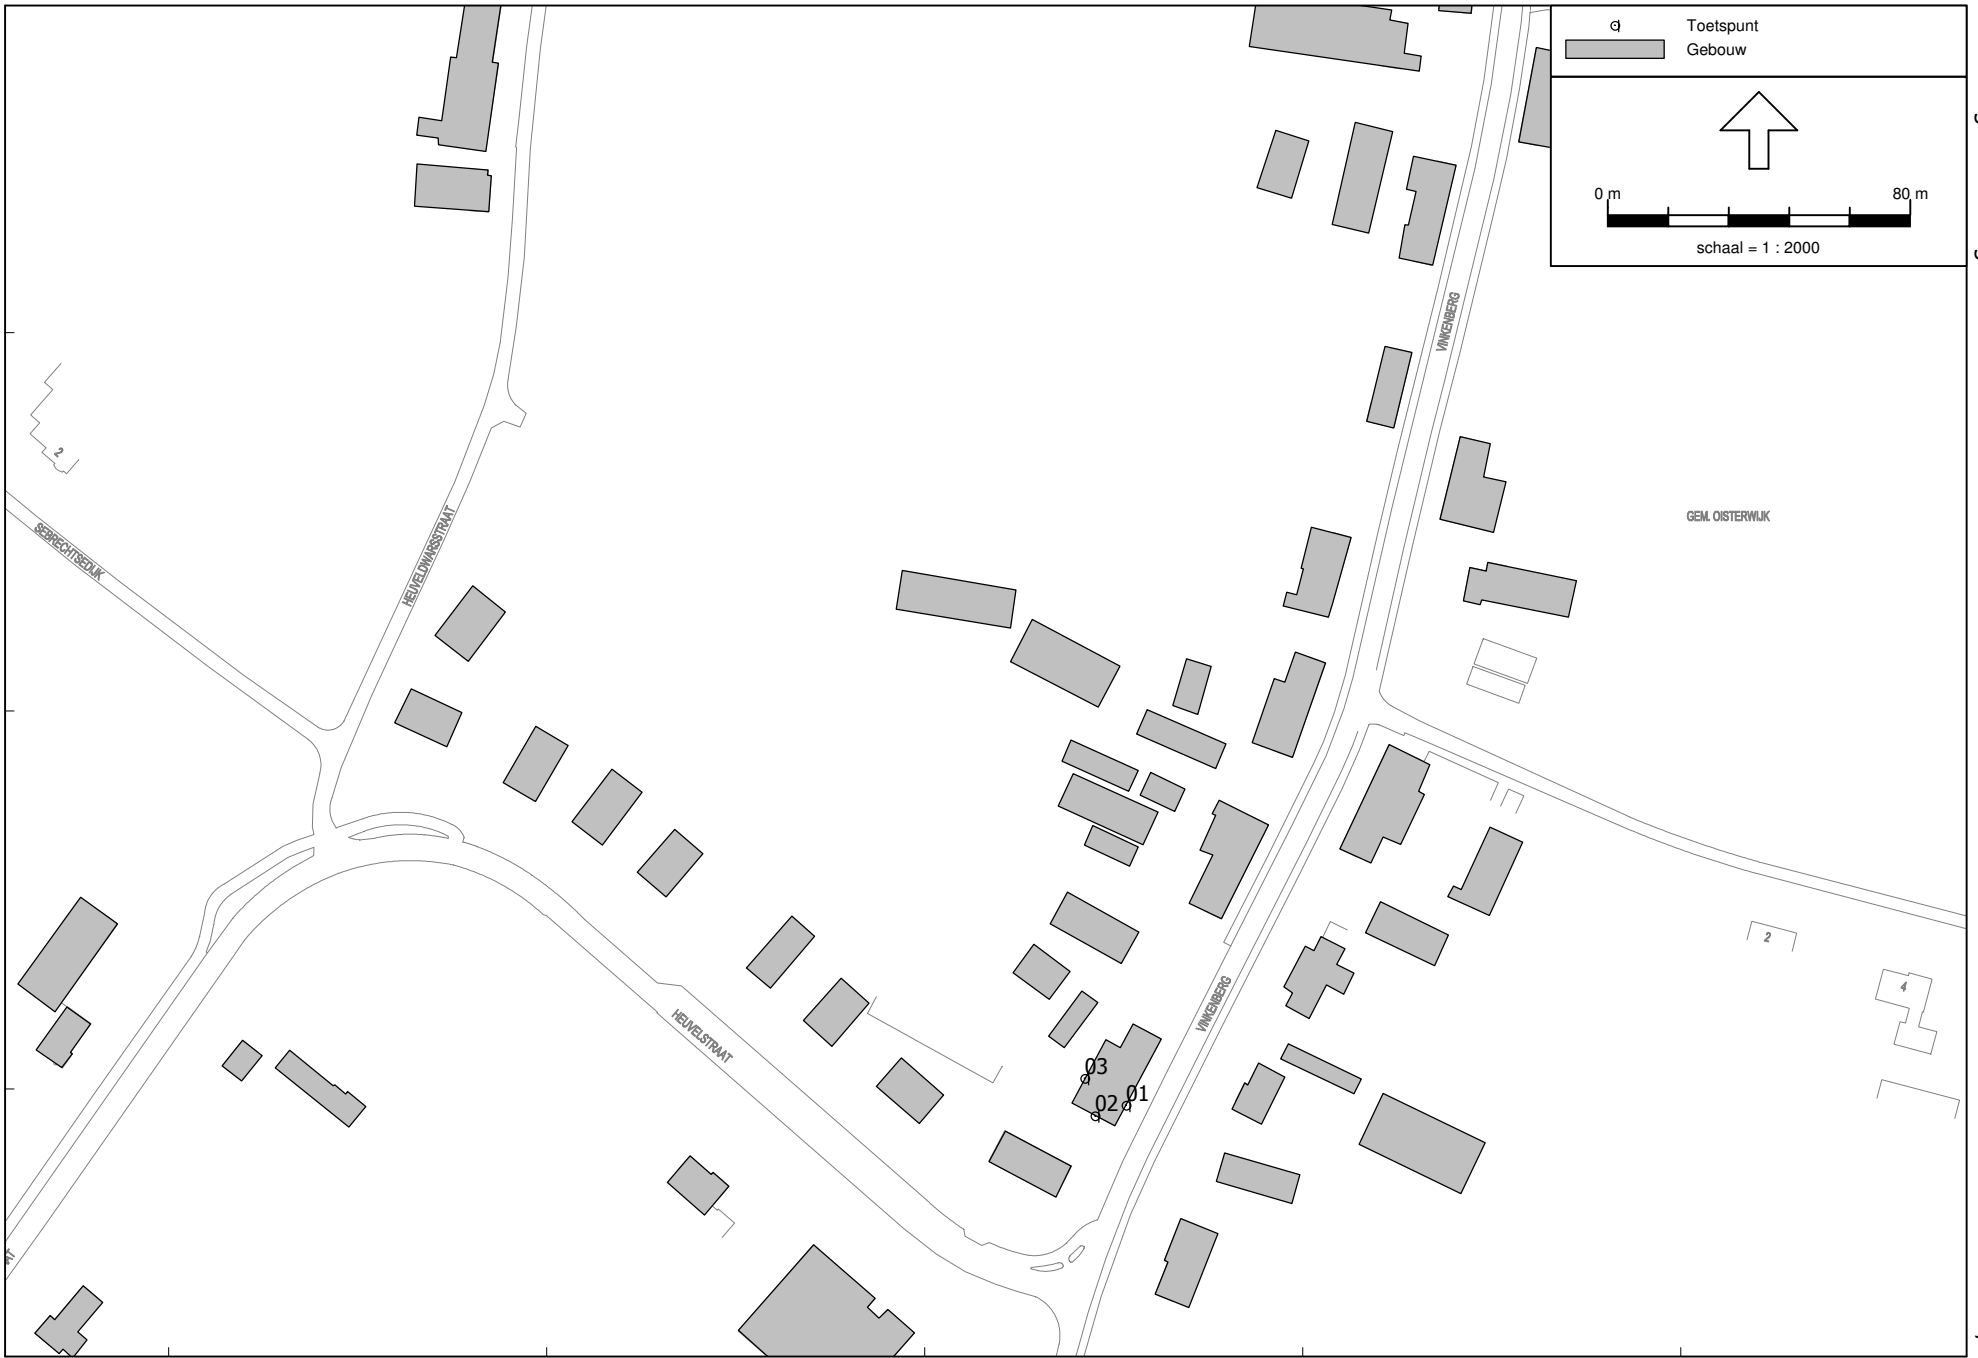 Toetspunt
Gebouw
0 m
80 m
schaal = 1 : 2000
VINKENBERG
2
GEM. OISTERWIJK
SEBRECHTSEDIJK
HEUVELDWARSSTRAAT
2
4
VINKENBERG
HEUVELSTRAAT
03
01
02